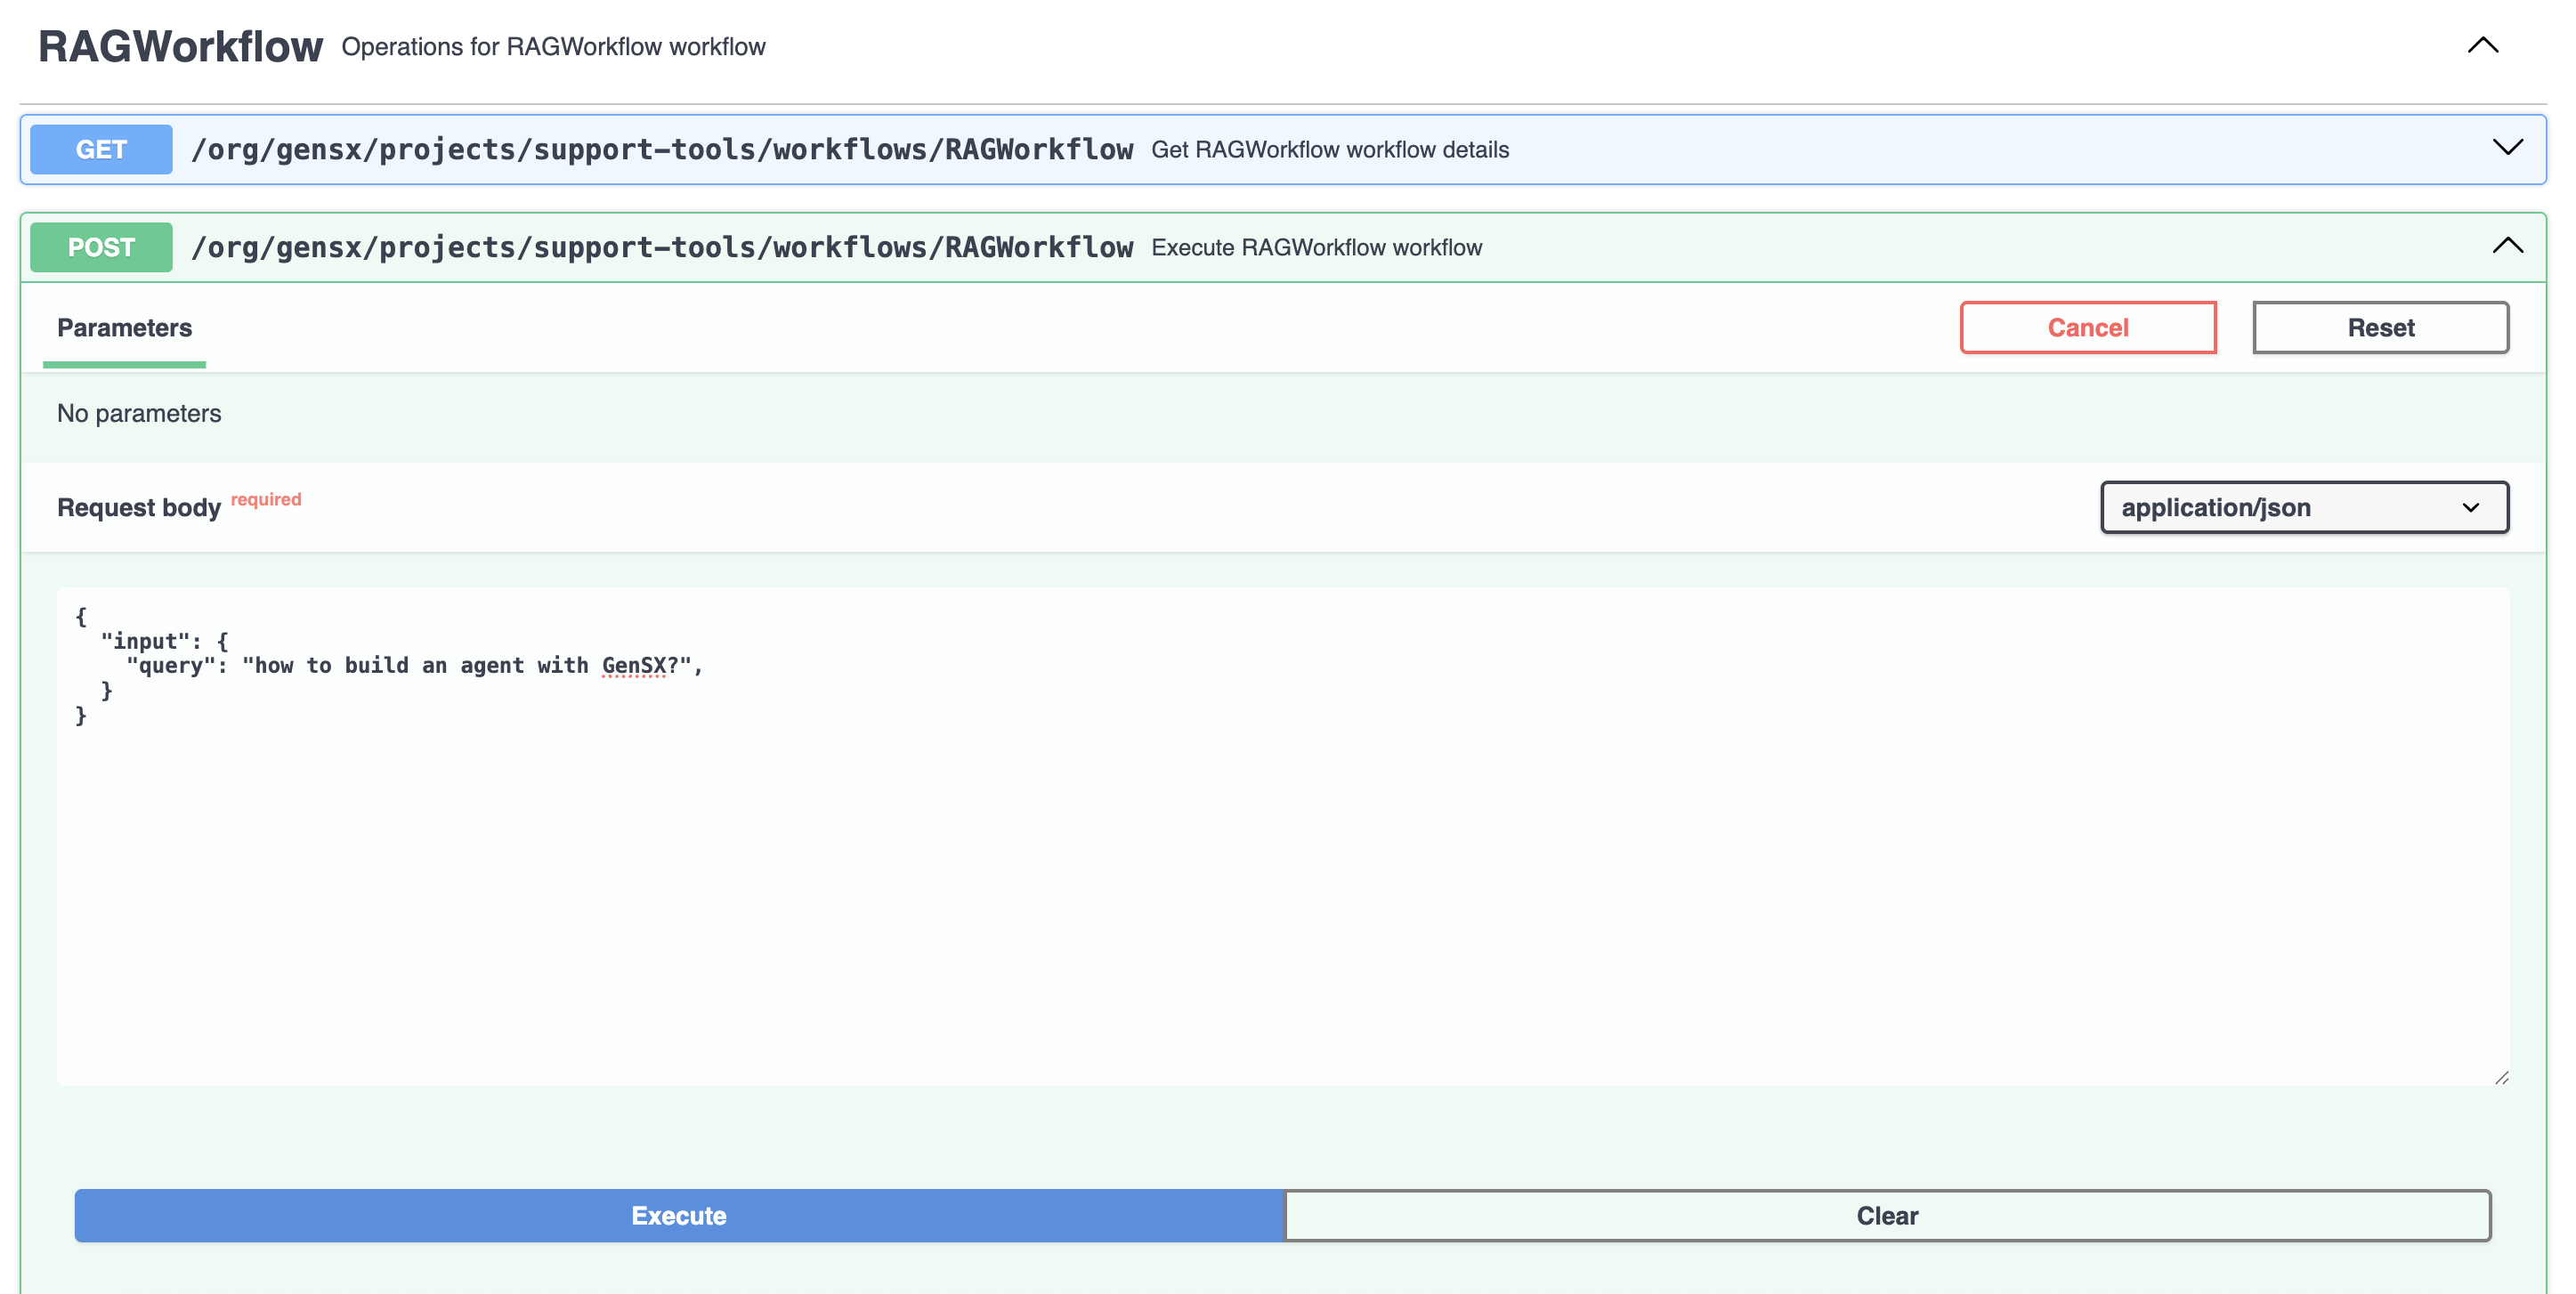 RAGWorkflow Operations for RAGWorkflow workflow
GET /org/gensx/projects/support-tools/workflows/RAGWorkflow Get RAGWorkflow workflow details
POST /org/gensx/projects/support-tools/workflows/RAGWorkflow Execute RAGWorkflow workflow
Parameters Cancel Reset
No parameters
Request body required application/json
{
  "input": {
    "query": "how to build an agent with GenSX?",
  }
}
Execute Clear